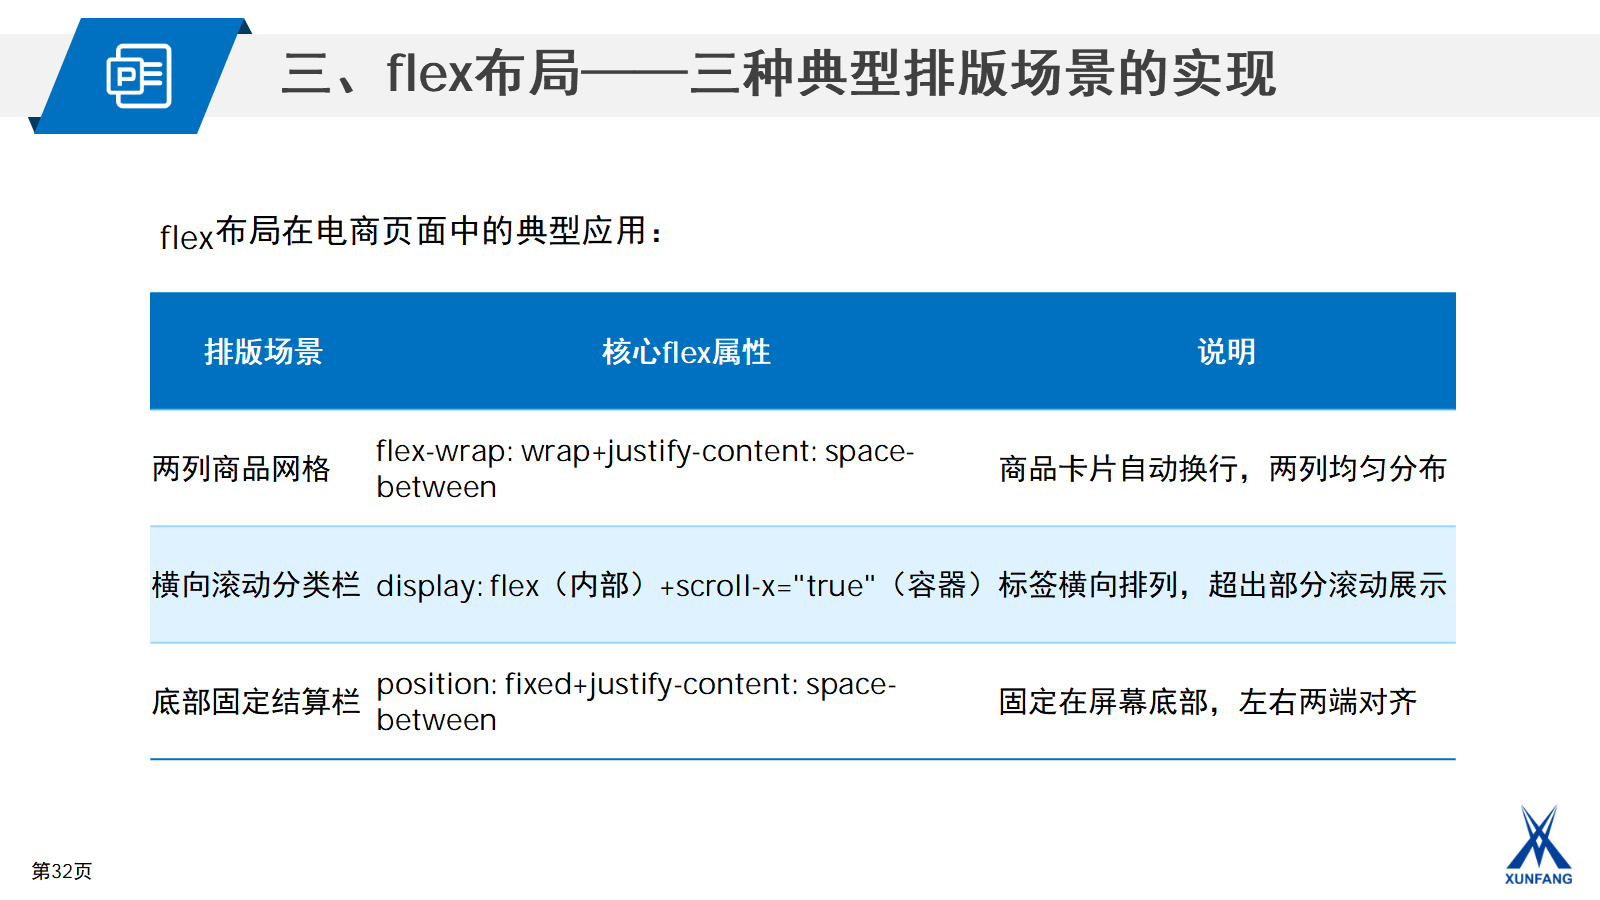 三、flex布局——三种典型排版场景的实现
flex布局在电商页面中的典型应用：
排版场景 核心flex属性 说明
两列商品网格 flex-wrap: wrap+justify-content: space-between 商品卡片自动换行，两列均匀分布
横向滚动分类栏 display: flex（内部）+scroll-x="true"（容器） 标签横向排列，超出部分滚动展示
底部固定结算栏 position: fixed+justify-content: space-between 固定在屏幕底部，左右两端对齐
第32页
XUNFANG